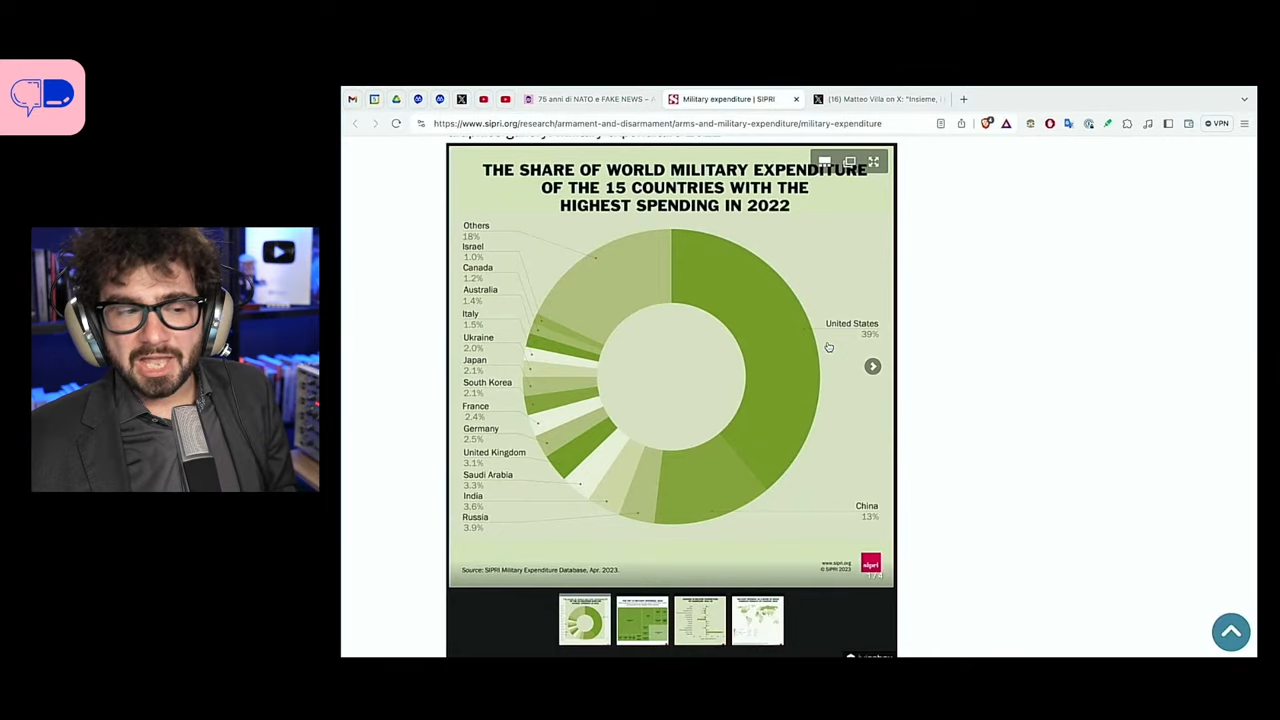 75 anni di NATO e FAKE NEWS –
Military expenditure | SIPRI
(16) Matteo Villa on X: "Insieme,
https://www.sipri.org/research/armament-and-disarmament/arms-and-military-expenditure/military-expenditure
VPN
THE SHARE OF WORLD MILITARY EXPENDITURE
OF THE 15 COUNTRIES WITH THE
HIGHEST SPENDING IN 2022
Others
18%
Israel
1.0%
Canada
1.2%
Australia
1.4%
Italy
1.5%
Ukraine
2.0%
Japan
2.1%
South Korea
2.1%
France
2.4%
Germany
2.5%
United Kingdom
3.1%
Saudi Arabia
3.3%
India
3.6%
Russia
3.9%
United States
39%
China
13%
Source: SIPRI Military Expenditure Database, Apr. 2023.
www.sipri.org
© SIPRI 2023
sipri
1 / 4